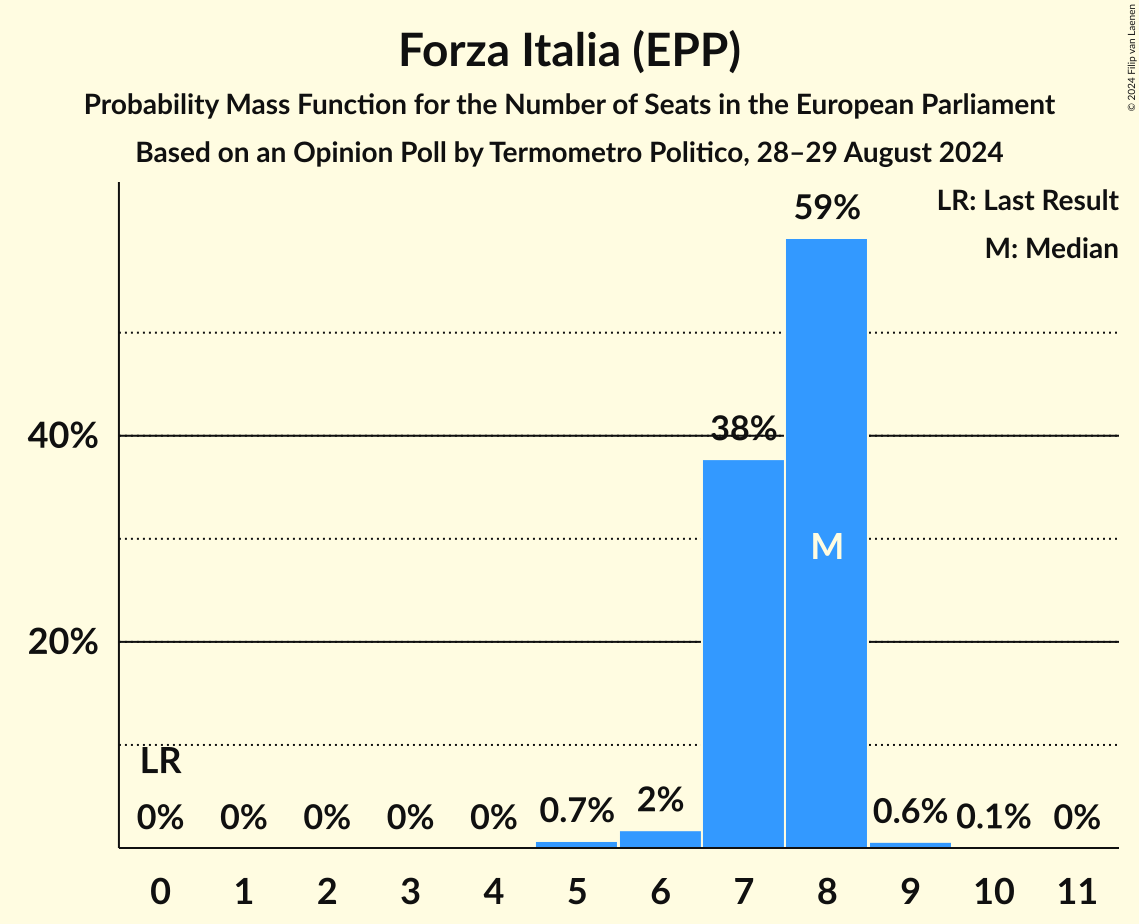 Forza Italia (EPP)
Probability Mass Function for the Number of Seats in the European Parliament
Based on an Opinion Poll by Termometro Politico, 28–29 August 2024
© 2024 Filip van Laenen
LR: Last Result
M: Median
59%
40%
38%
M
20%
LR
0% 0% 0% 0% 0% 0.7% 2% 0.6% 0.1% 0%
0 1 2 3 4 5 6 7 8 9 10 11